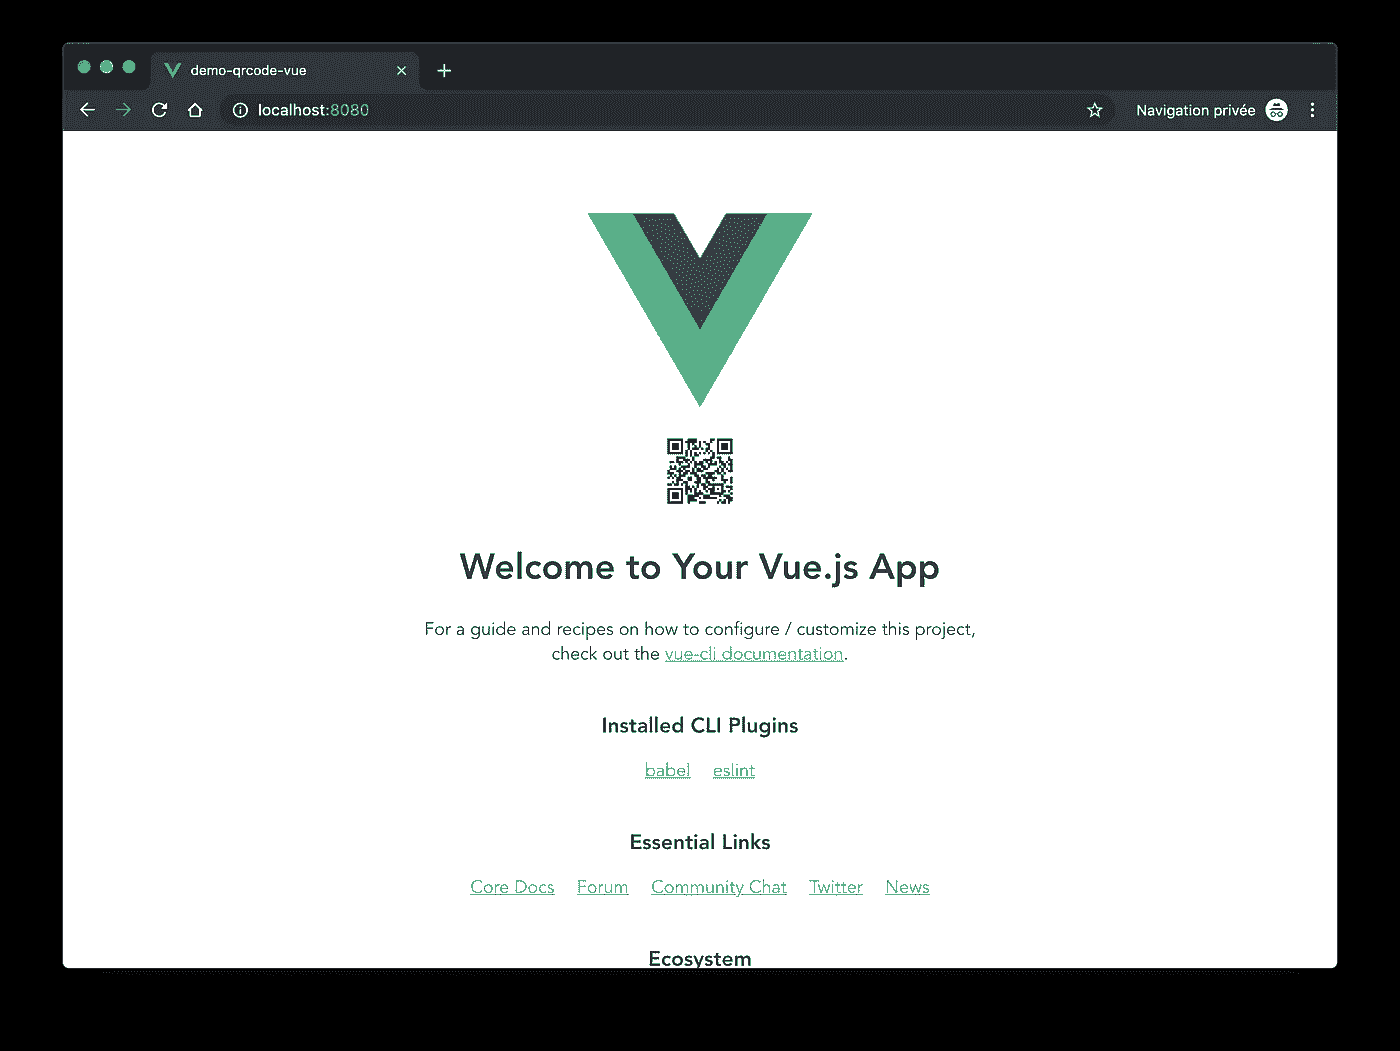 demo-qrcode-vue
localhost:8080
Navigation privée
Welcome to Your Vue.js App
For a guide and recipes on how to configure / customize this project,
check out the vue-cli documentation.
Installed CLI Plugins
babel eslint
Essential Links
Core Docs Forum Community Chat Twitter News
Ecosystem